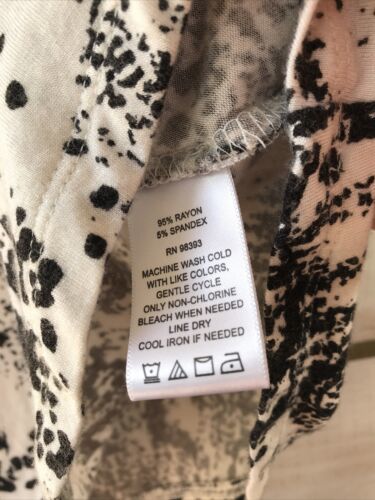 95% RAYON
5% SPANDEX
RN 98393
MACHINE WASH COLD
WITH LIKE COLORS,
GENTLE CYCLE
ONLY NON-CHLORINE
BLEACH WHEN NEEDED
LINE DRY
COOL IRON IF NEEDED